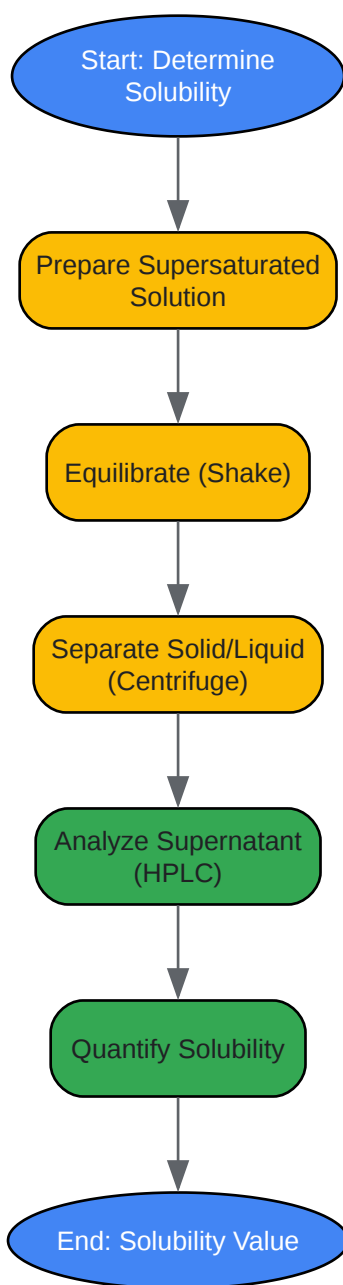 Start: Determine
Solubility
Prepare Supersaturated
Solution
Equilibrate (Shake)
Separate Solid/Liquid
(Centrifuge)
Analyze Supernatant
(HPLC)
Quantify Solubility
End: Solubility Value